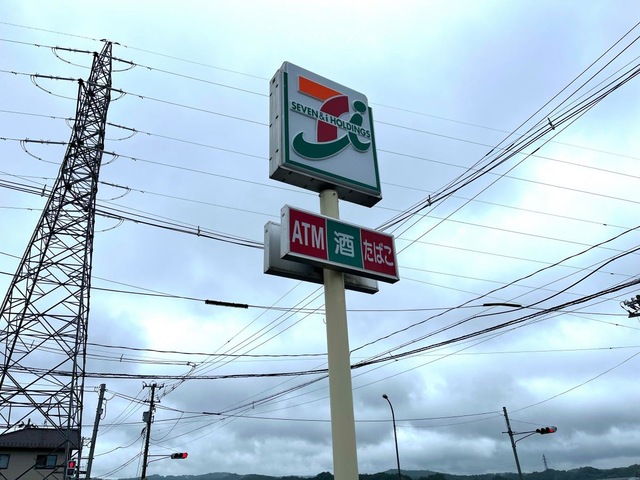 SEVEN & i HOLDINGS
ATM 酒 たばこ